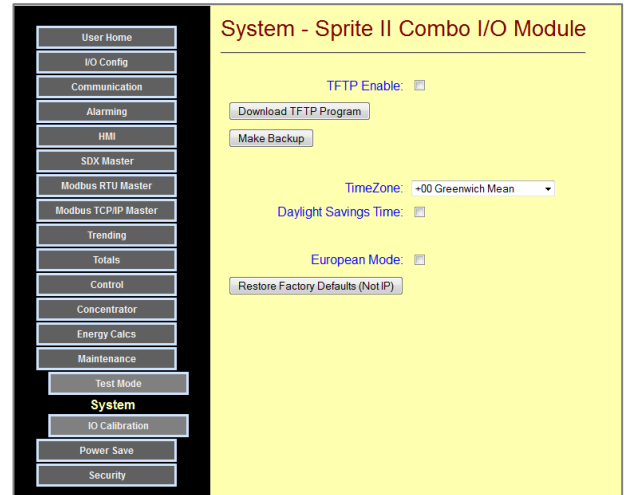 User Home
I/O Config
Communication
Alarming
HMI
SDX Master
Modbus RTU Master
Modbus TCP/IP Master
Trending
Totals
Control
Concentrator
Energy Calcs
Maintenance
Test Mode
System
IO Calibration
Power Save
Security
System - Sprite II Combo I/O Module
TFTP Enable:
Download TFTP Program
Make Backup
TimeZone: +00 Greenwich Mean
Daylight Savings Time:
European Mode:
Restore Factory Defaults (Not IP)